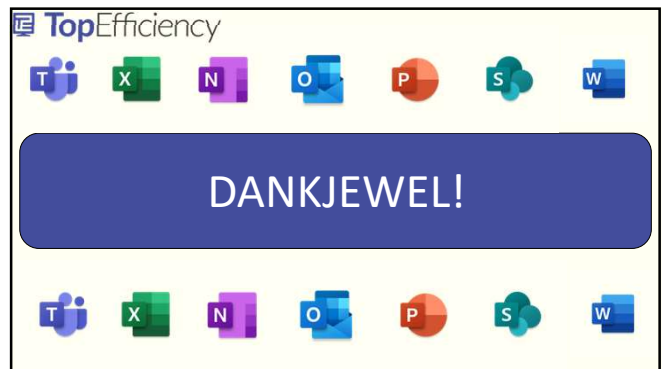 TopEfficiency
T X N O P S W
DANKJEWEL!
T X N O P S W